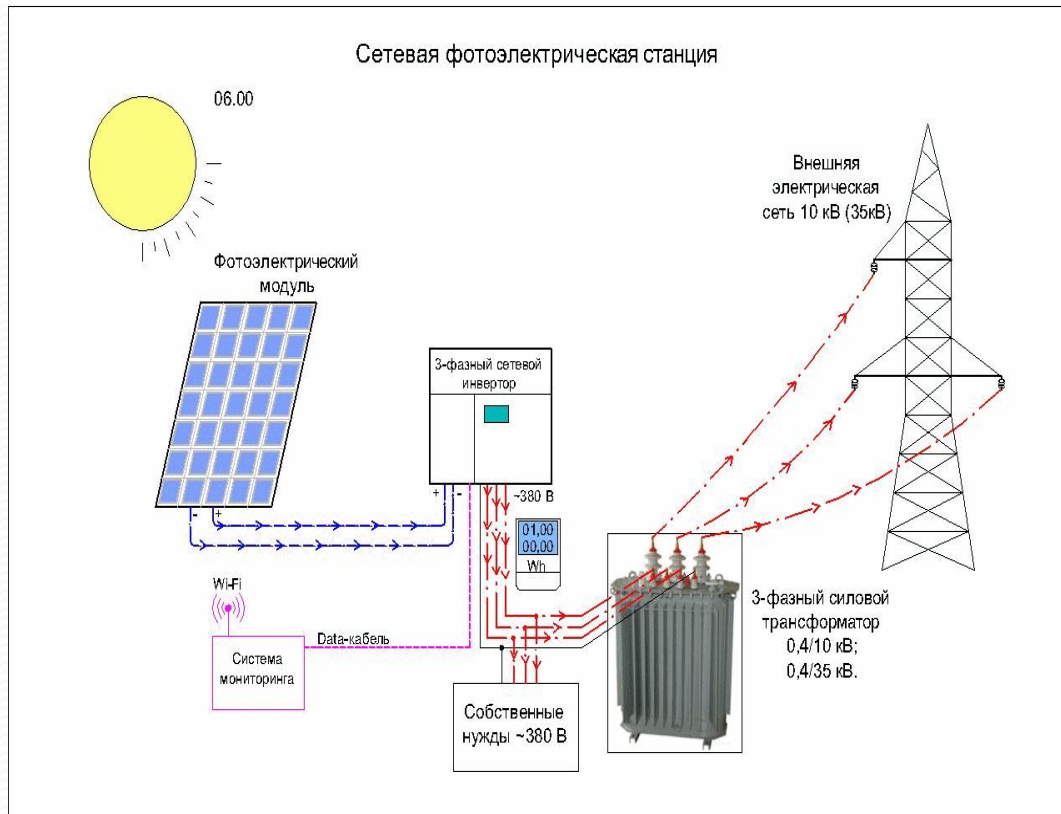 Сетевая фотоэлектрическая станция
06.00
Внешняя
электрическая
сеть 10 кВ (35кВ)
Фотоэлектрический
модуль
3-фазный сетевой
инвертор
- +
+ -
~380 В
01,00
00,00
Wh
Wi-Fi
Data-кабель
Система
мониторинга
Собственные
нужды ~380 В
3-фазный силовой
трансформатор
0,4/10 кВ;
0,4/35 кВ.